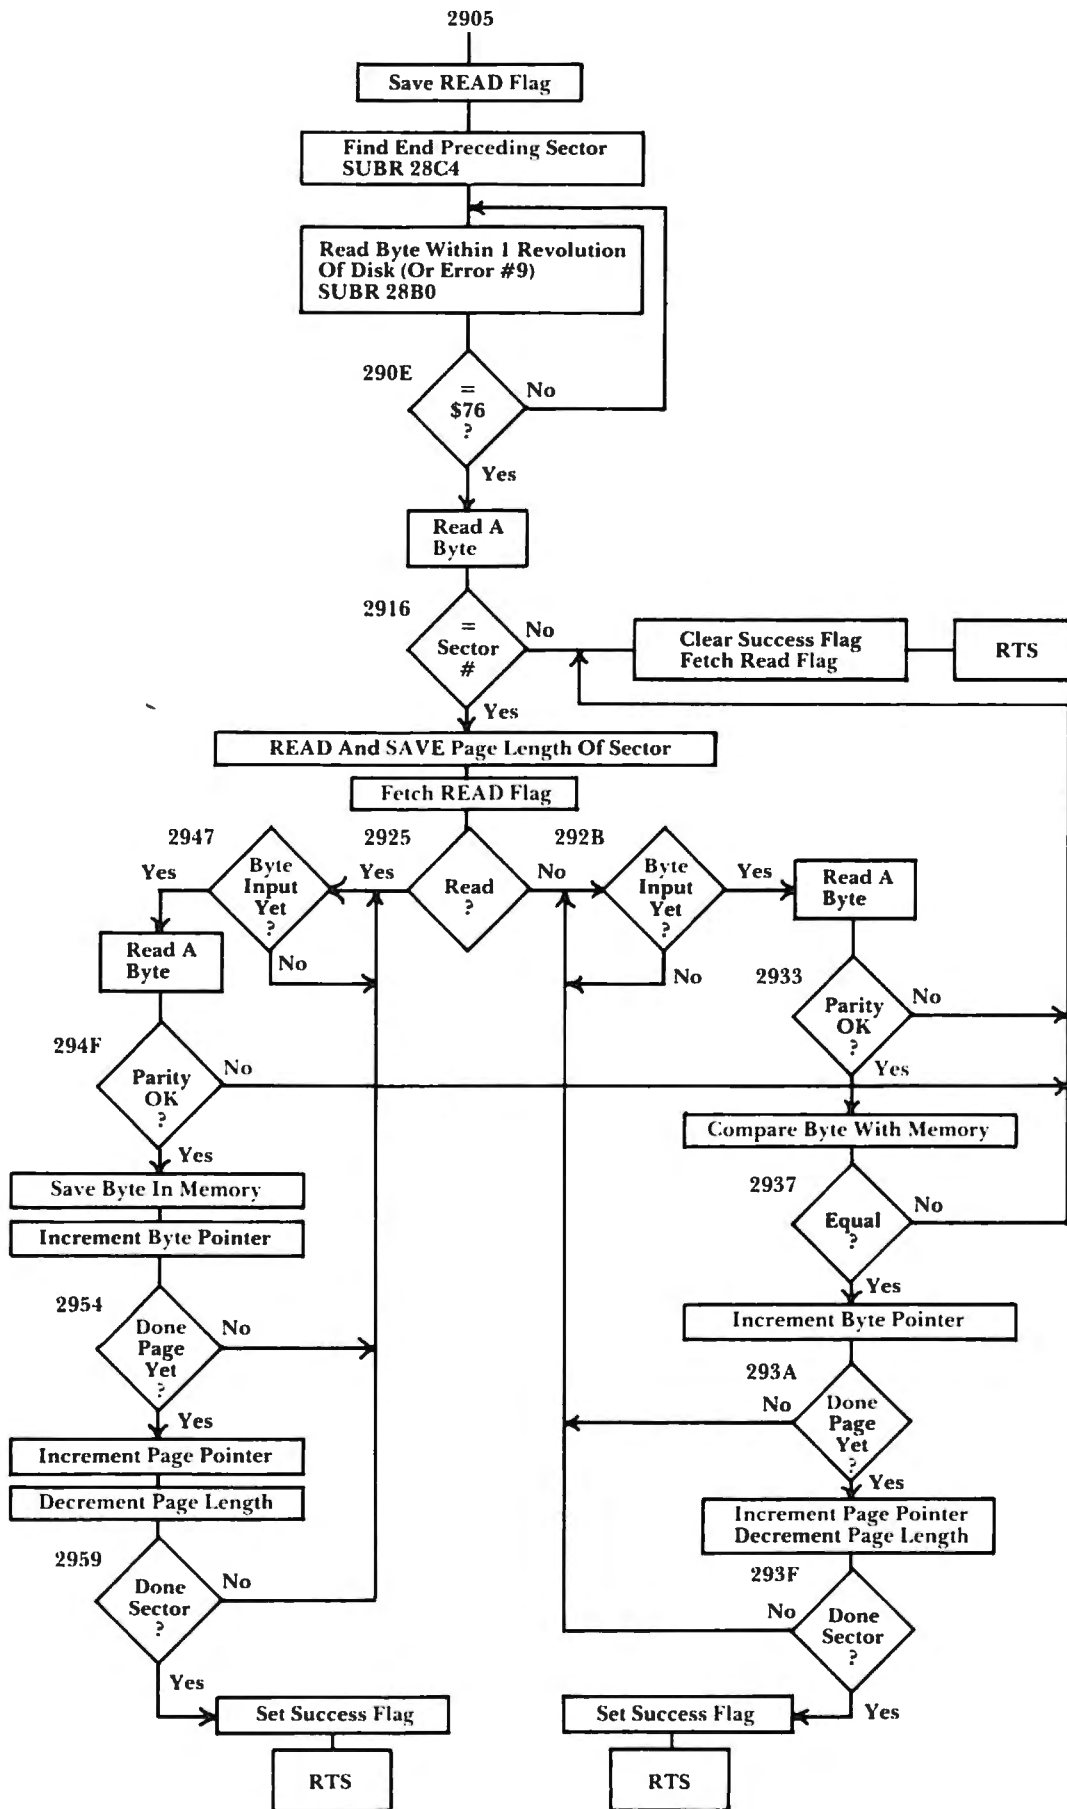 2905
Save READ Flag
Find End Preceding Sector
SUBR 28C4
Read Byte Within 1 Revolution
Of Disk (Or Error #9)
SUBR 28B0
290E
=
$76
?
No
Yes
Read A
Byte
2916
=
Sector
#
No
Clear Success Flag
Fetch Read Flag
RTS
Yes
READ And SAVE Page Length Of Sector
Fetch READ Flag
2947
2925
292B
Yes
Byte
Input
Yet
?
Yes
Read
?
No
Byte
Input
Yet
?
Yes
Read A
Byte
Read A
Byte
No
No
2933
Parity
OK
?
No
294F
Parity
OK
?
No
Yes
Yes
Compare Byte With Memory
Save Byte In Memory
2937
Equal
?
No
Increment Byte Pointer
Yes
2954
Done
Page
Yet
?
No
Increment Byte Pointer
293A
No
Done
Page
Yet
?
Yes
Yes
Increment Page Pointer
Decrement Page Length
Increment Page Pointer
Decrement Page Length
2959
Done
Sector
?
No
293F
No
Done
Sector
?
Yes
Set Success Flag
Set Success Flag
Yes
RTS
RTS